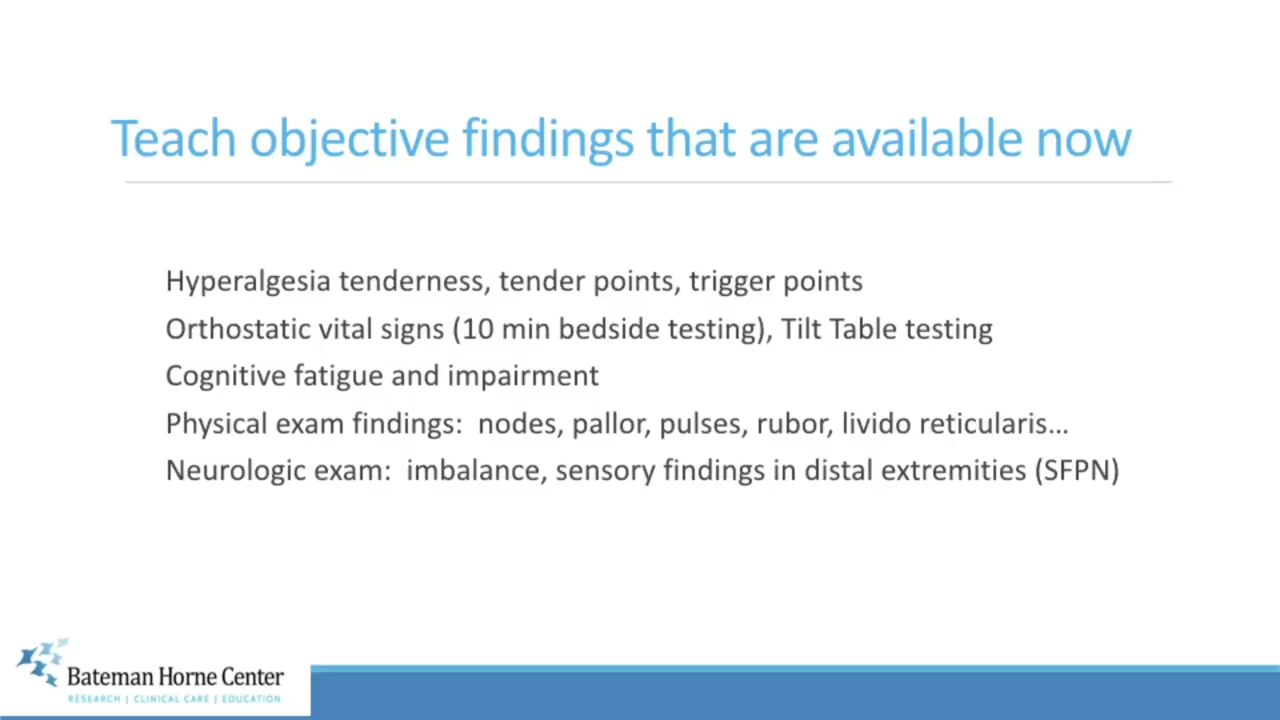 Teach objective findings that are available now
Hyperalgesia tenderness, tender points, trigger points
Orthostatic vital signs (10 min bedside testing), Tilt Table testing
Cognitive fatigue and impairment
Physical exam findings:  nodes, pallor, pulses, rubor, livido reticularis…
Neurologic exam:  imbalance, sensory findings in distal extremities (SFPN)
Bateman Horne Center
RESEARCH | CLINICAL CARE | EDUCATION